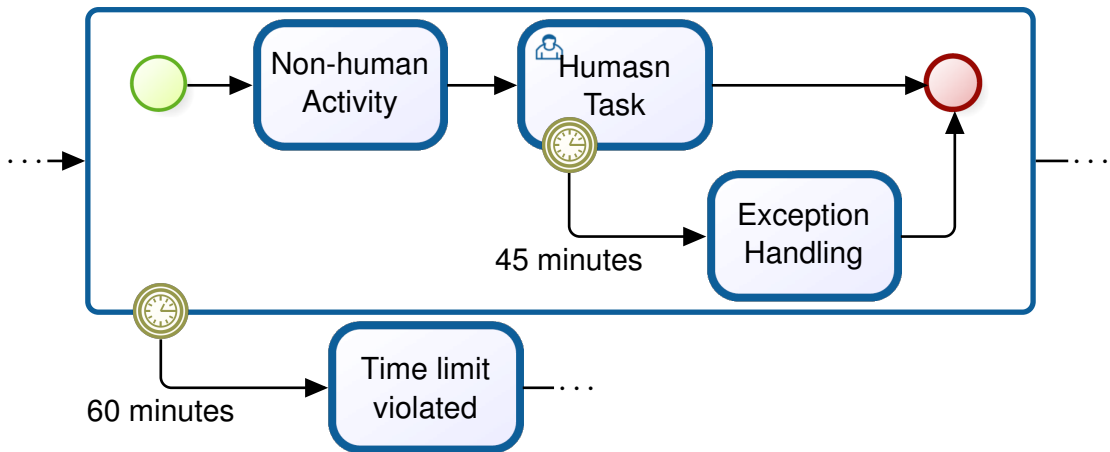 Non-human
Activity
Humasn
Task
Exception
Handling
45 minutes
Time limit
violated
60 minutes